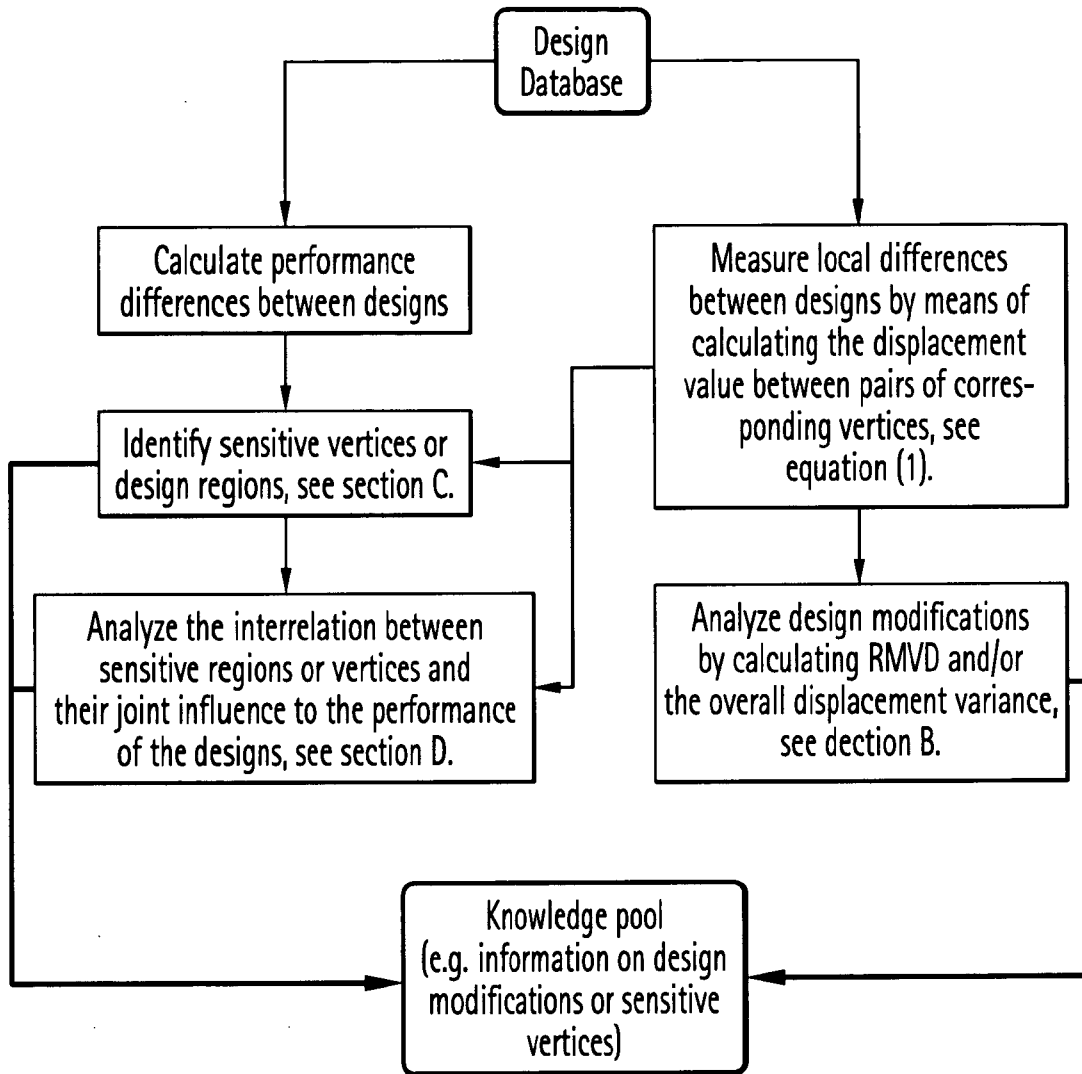 Design
Database
Calculate performance
differences between designs
Measure local differences
between designs by means of
calculating the displacement
value between pairs of corres-
ponding vertices, see
equation (1).
Identify sensitive vertices or
design regions, see section C.
Analyze the interrelation between
sensitive regions or vertices and
their joint influence to the performance
of the designs, see section D.
Analyze design modifications
by calculating RMVD and/or
the overall displacement variance,
see dection B.
Knowledge pool
(e.g. information on design
modifications or sensitive
vertices)